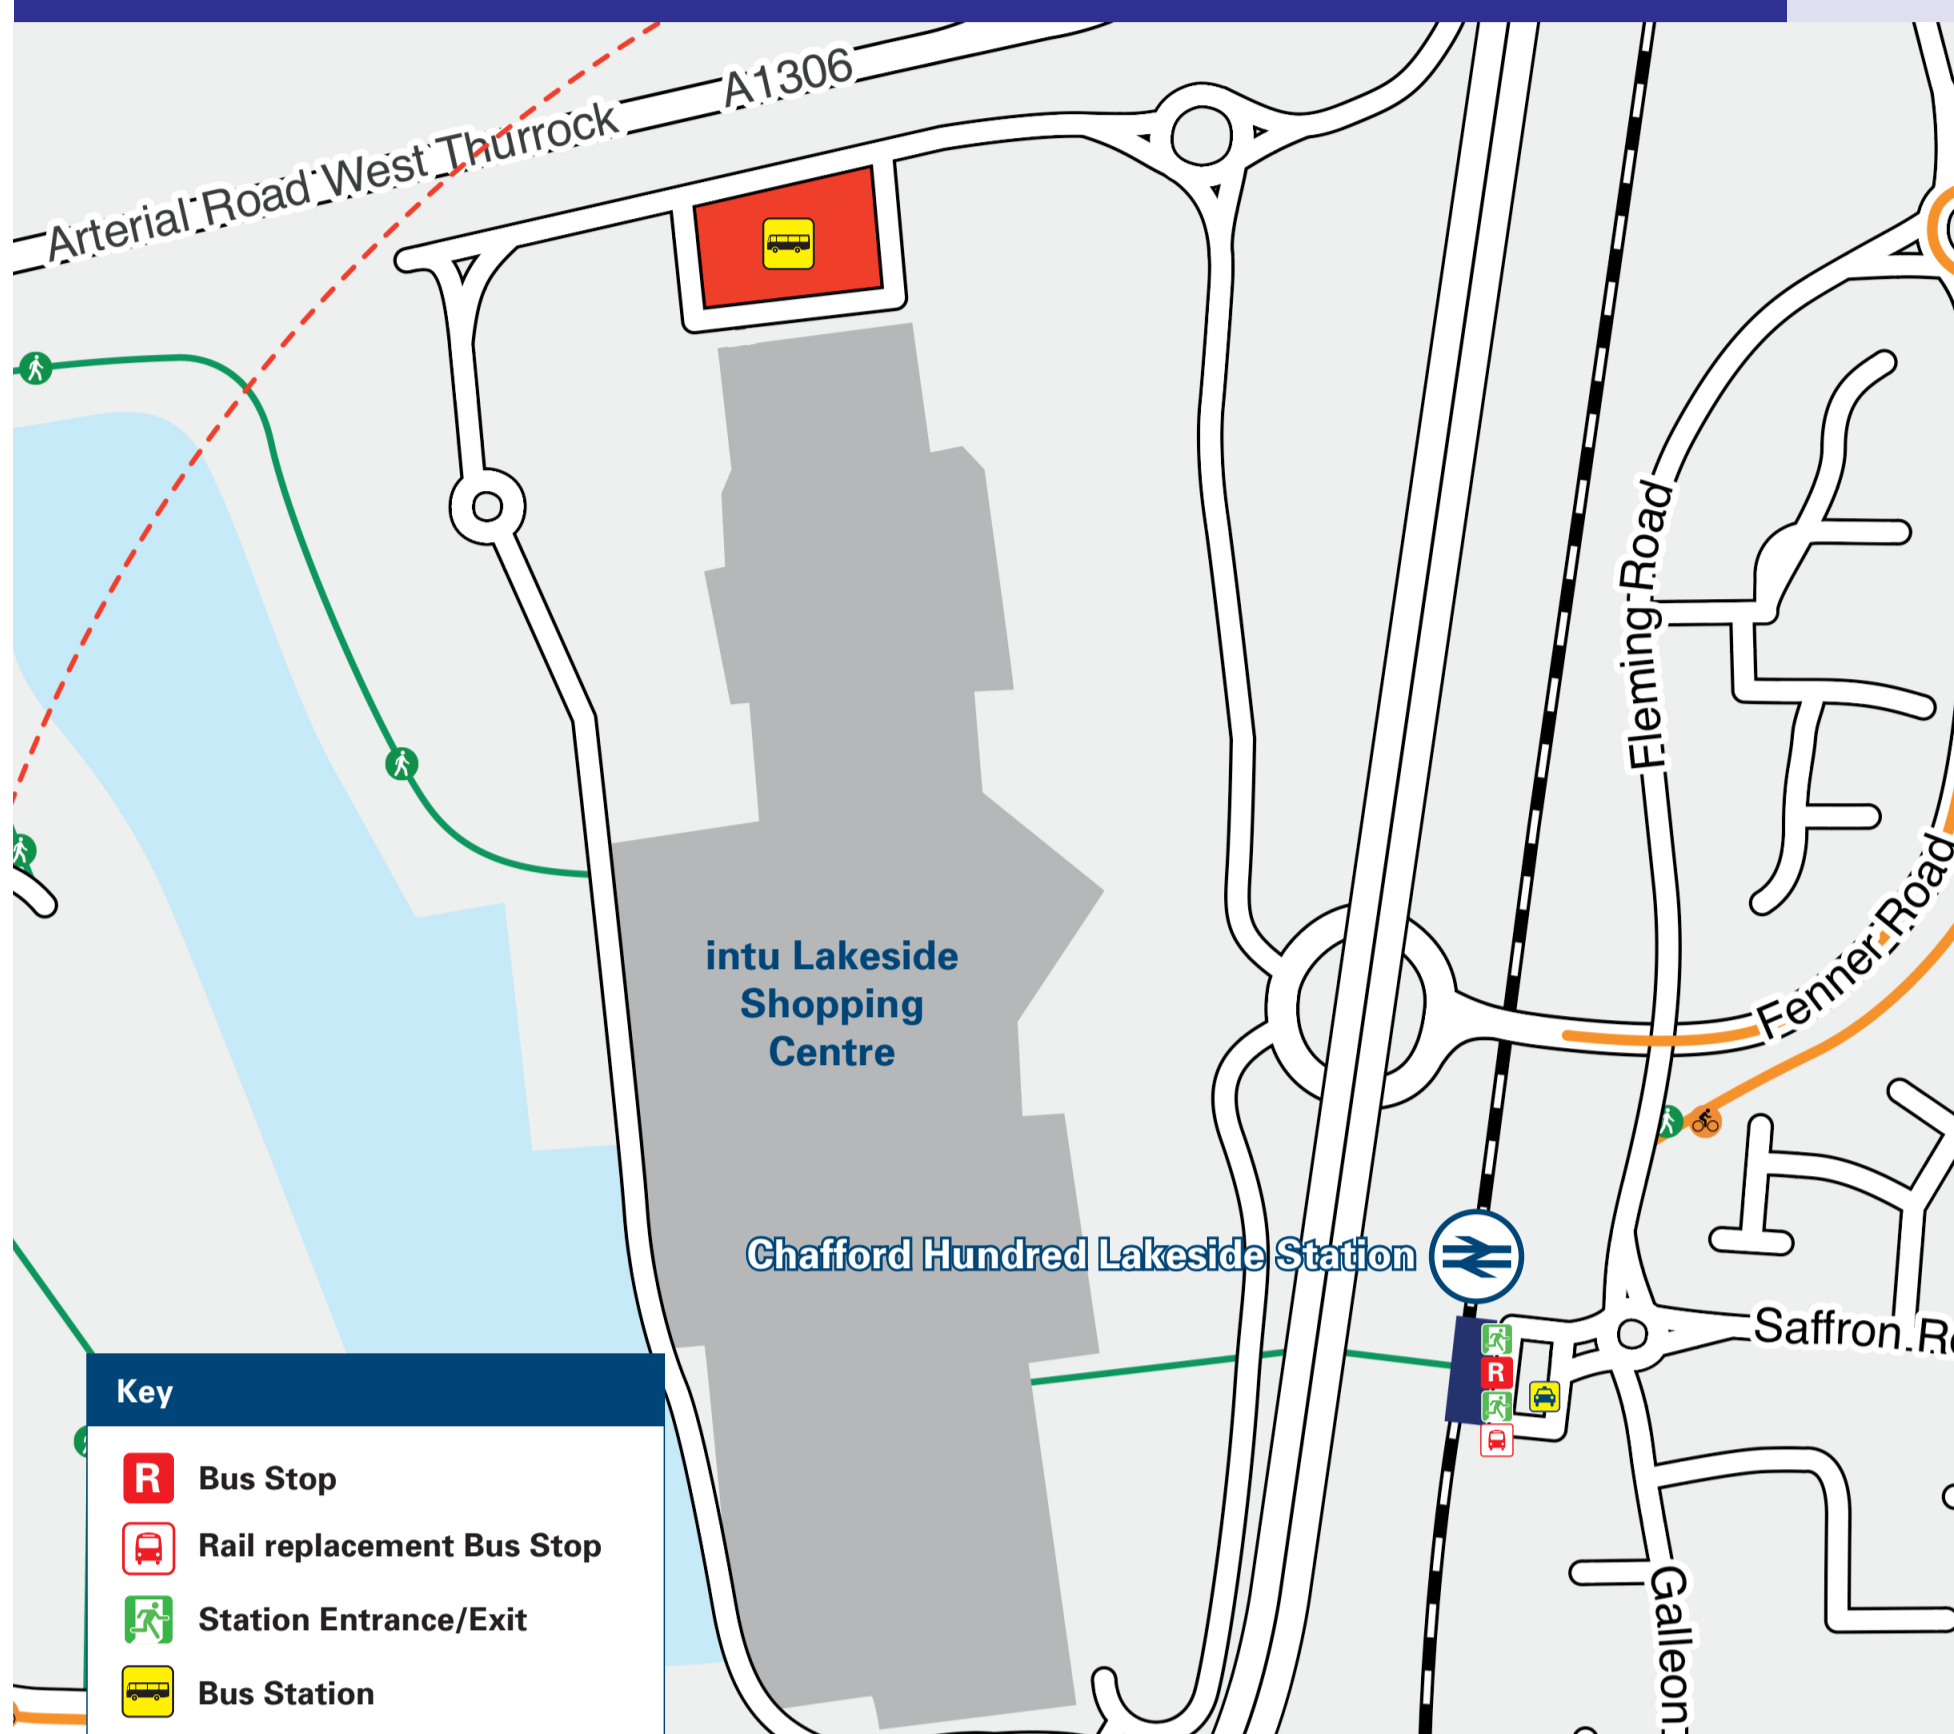 Arterial Road West Thurrock
A1306
Fleming Road
Fenner Road
intu Lakeside
Shopping
Centre
Chafford Hundred Lakeside Station
Saffron
R
Galleon
Key
R Bus Stop
Rail replacement Bus Stop
Station Entrance/Exit
Bus Station